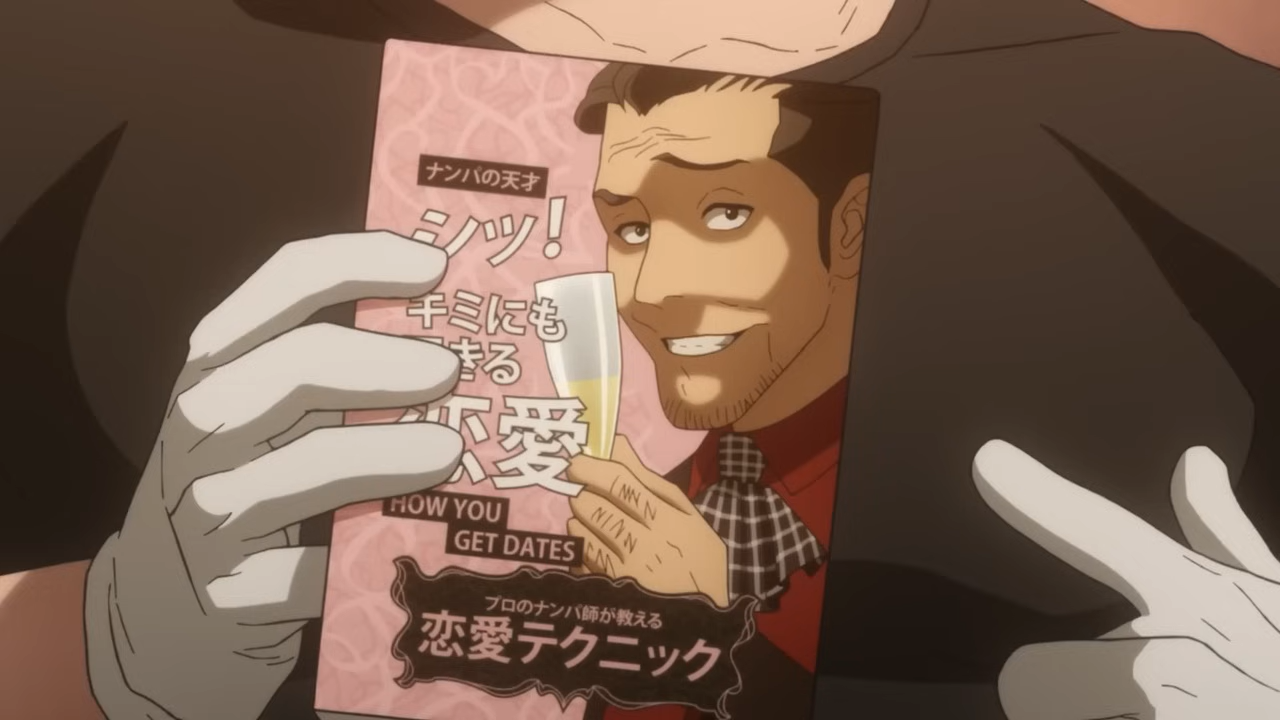 ナンパの天才
シッ!
キミにも
きる
恋愛
HOW YOU
GET DATES
プロのナンパ師が教える
恋愛テクニック